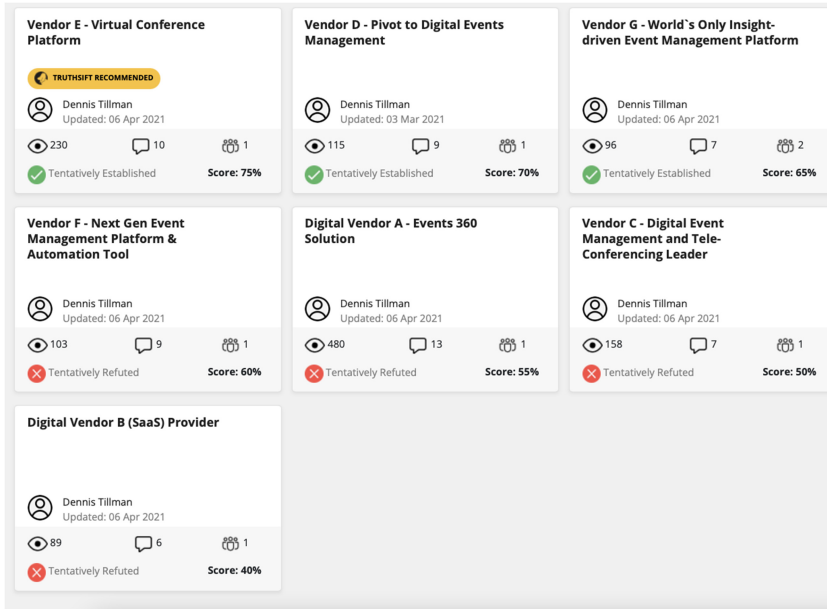 Vendor E - Virtual Conference
Platform
TRUTHSIFT RECOMMENDED
Dennis Tillman
Updated: 06 Apr 2021
230 10 1
Tentatively Established Score: 75%
Vendor D - Pivot to Digital Events
Management
Dennis Tillman
Updated: 03 Mar 2021
115 9 1
Tentatively Established Score: 70%
Vendor G - World`s Only Insight-
driven Event Management Platform
Dennis Tillman
Updated: 06 Apr 2021
96 7 2
Tentatively Established Score: 65%
Vendor F - Next Gen Event
Management Platform &
Automation Tool
Dennis Tillman
Updated: 06 Apr 2021
103 9 1
Tentatively Refuted Score: 60%
Digital Vendor A - Events 360
Solution
Dennis Tillman
Updated: 06 Apr 2021
480 13 1
Tentatively Refuted Score: 55%
Vendor C - Digital Event
Management and Tele-
Conferencing Leader
Dennis Tillman
Updated: 06 Apr 2021
158 7 1
Tentatively Refuted Score: 50%
Digital Vendor B (SaaS) Provider
Dennis Tillman
Updated: 06 Apr 2021
89 6 1
Tentatively Refuted Score: 40%